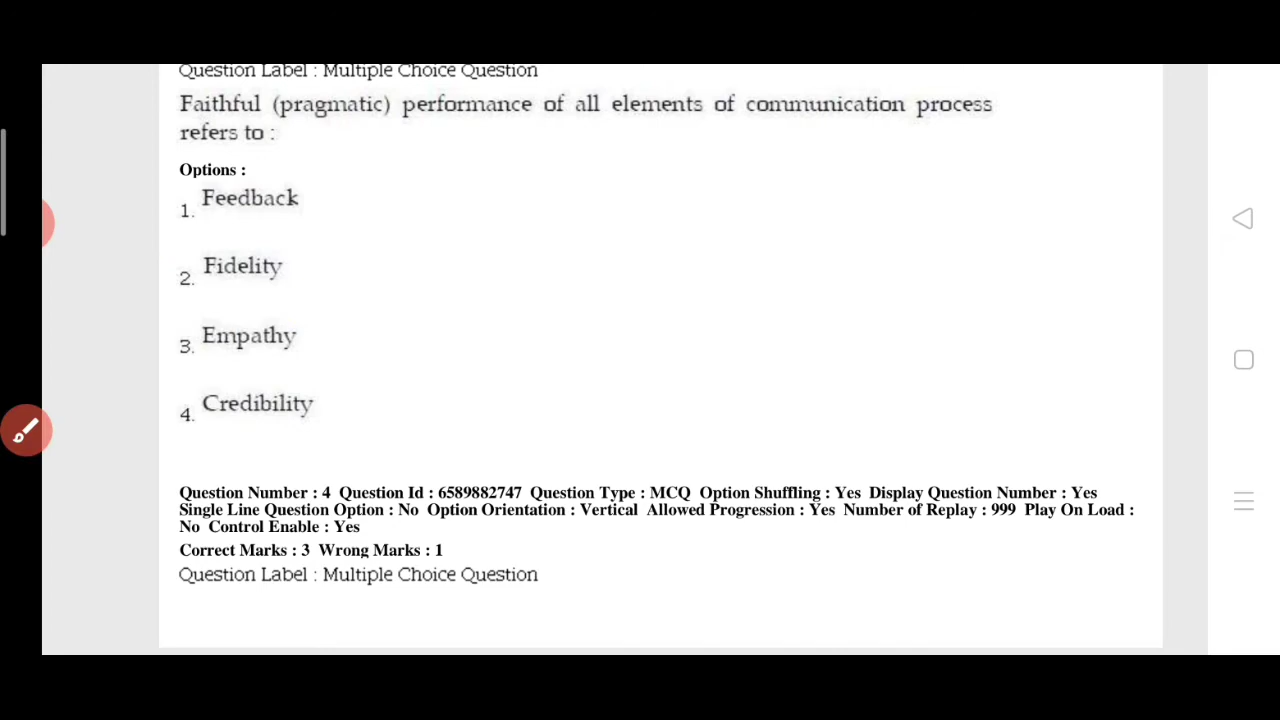 Question Label : Multiple Choice Question
Faithful (pragmatic) performance of all elements of communication process
refers to :
Options :
1. Feedback
2. Fidelity
3. Empathy
4. Credibility
Question Number : 4 Question Id : 6589882747 Question Type : MCQ Option Shuffling : Yes Display Question Number : Yes
Single Line Question Option : No Option Orientation : Vertical Allowed Progression : Yes Number of Replay : 999 Play On Load :
No Control Enable : Yes
Correct Marks : 3 Wrong Marks : 1
Question Label : Multiple Choice Question